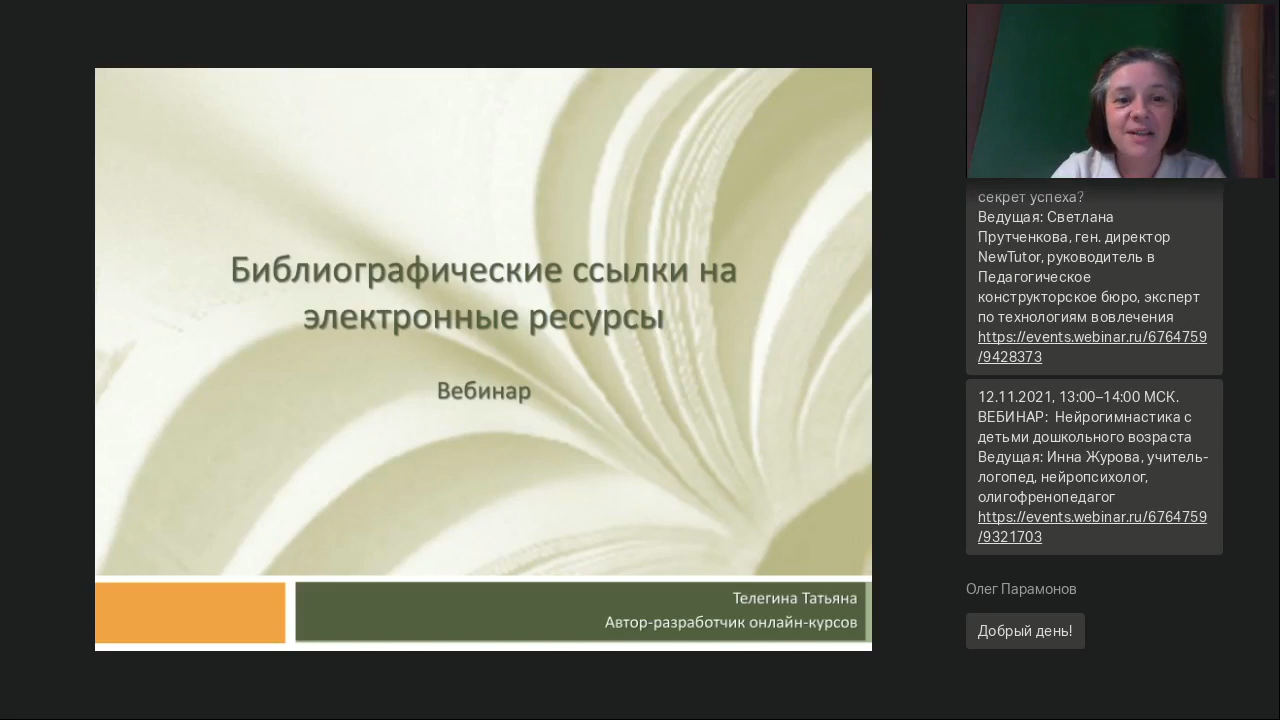 Библиографические ссылки на
электронные ресурсы
Вебинар
Телегина Татьяна
Автор-разработчик онлайн-курсов
секрет успеха?
Ведущая: Светлана
Прутченкова, ген. директор
NewTutor, руководитель в
Педагогическое
конструкторское бюро, эксперт
по технологиям вовлечения
https://events.webinar.ru/6764759
/9428373
12.11.2021, 13:00–14:00 МСК.
ВЕБИНАР: Нейрогимнастика с
детьми дошкольного возраста
Ведущая: Инна Журова, учитель-
логопед, нейропсихолог,
олигофренопедагог
https://events.webinar.ru/6764759
/9321703
Олег Парамонов
Добрый день!